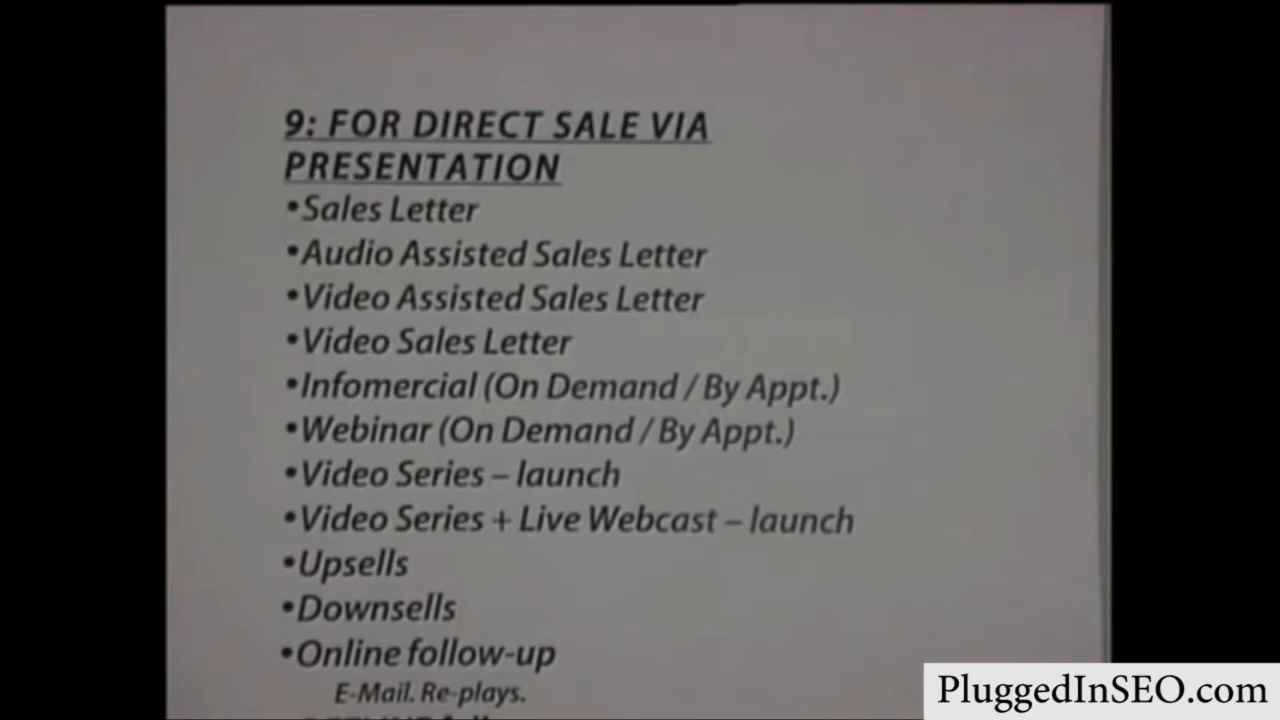 9: FOR DIRECT SALE VIA
PRESENTATION
•Sales Letter
•Audio Assisted Sales Letter
•Video Assisted Sales Letter
•Video Sales Letter
•Infomercial (On Demand / By Appt.)
•Webinar (On Demand / By Appt.)
•Video Series – launch
•Video Series + Live Webcast – launch
•Upsells
•Downsells
•Online follow-up
E-Mail. Re-plays.
PluggedInSEO.com